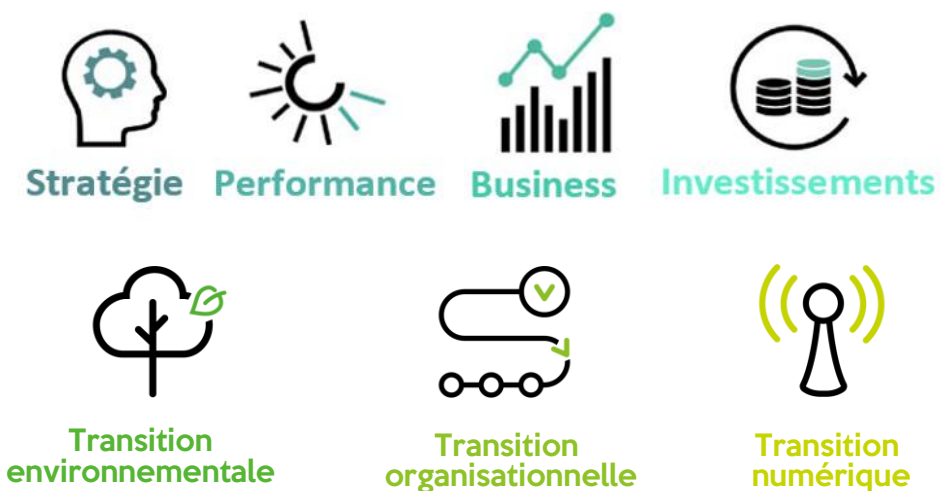 Stratégie
Performance
Business
Investissements
Transition
environnementale
Transition
organisationnelle
Transition
numérique